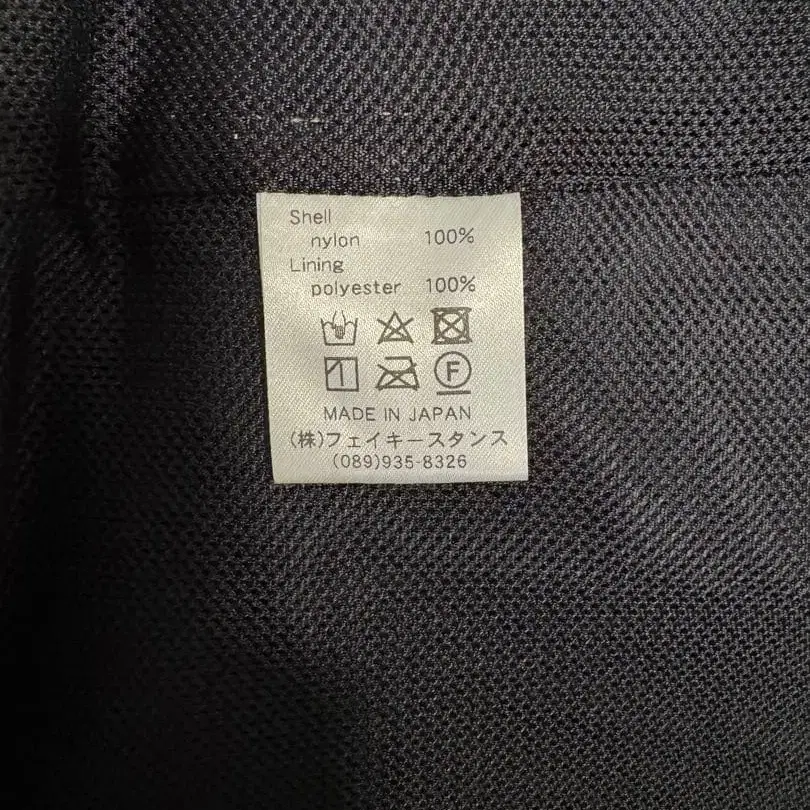 Shell
nylon 100%
Lining
polyester 100%
F
MADE IN JAPAN
(株)フェイキースタンス
(089)935-8326